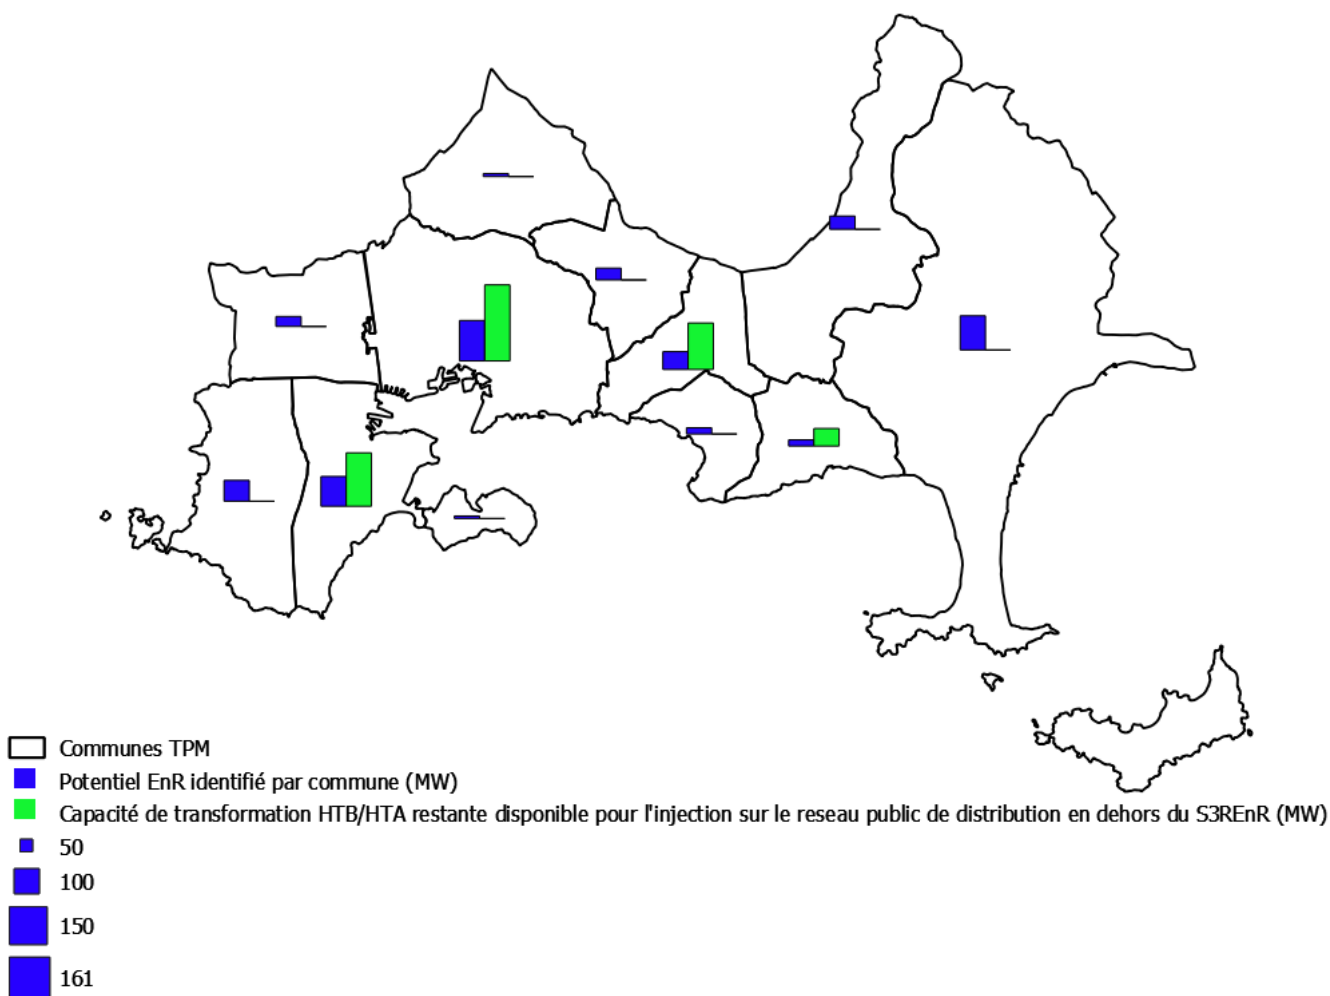 Communes TPM
Potentiel EnR identifié par commune (MW)
Capacité de transformation HTB/HTA restante disponible pour l'injection sur le reseau public de distribution en dehors du S3REnR (MW)
50
100
150
161